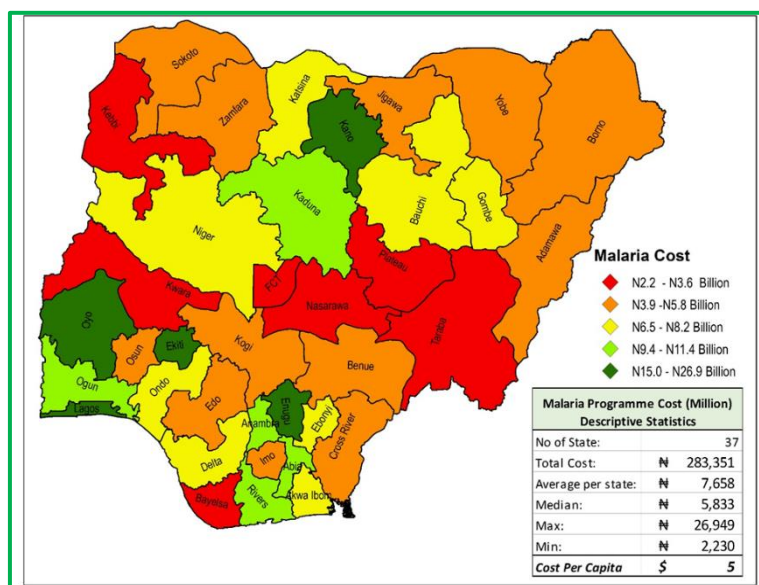 Sokoto
Kebbi
Zamfara
Katsina
Kano
Jigawa
Yobe
Borno
Kaduna
Bauchi
Gombe
Niger
Adamawa
Plateau
FCT
Kwara
Nasarawa
Taraba
Oyo
Ekiti
Osun
Kogi
Benue
Ogun
Ondo
Edo
Lagos
Enugu
Ebonyi
Anambra
Cross River
Delta
Imo
Abia
Bayelsa
Rivers
Akwa Ibom
Malaria Cost
N2.2 - N3.6 Billion
N3.9 -N5.8 Billion
N6.5 - N8.2 Billion
N9.4 - N11.4 Billion
N15.0 - N26.9 Billion
Malaria Programme Cost (Million)
Descriptive Statistics
No of State: 37
Total Cost: ₦ 283,351
Average per state: ₦ 7,658
Median: ₦ 5,833
Max: ₦ 26,949
Min: ₦ 2,230
Cost Per Capita $ 5